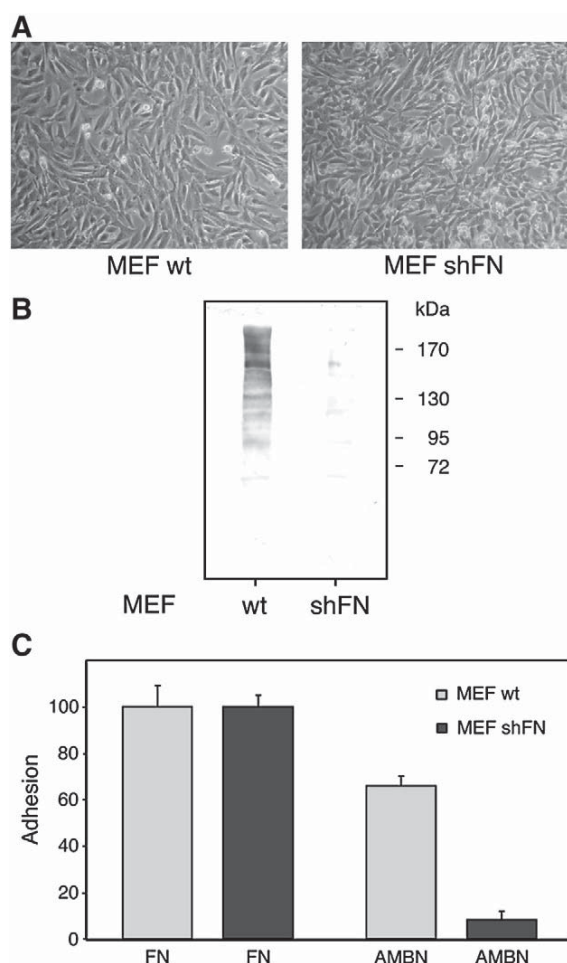 A
MEF wt MEF shFN
B
kDa
170
130
95
72
MEF wt shFN
C
MEF wt
MEF shFN
Adhesion
100
80
60
40
20
0
FN FN AMBN AMBN